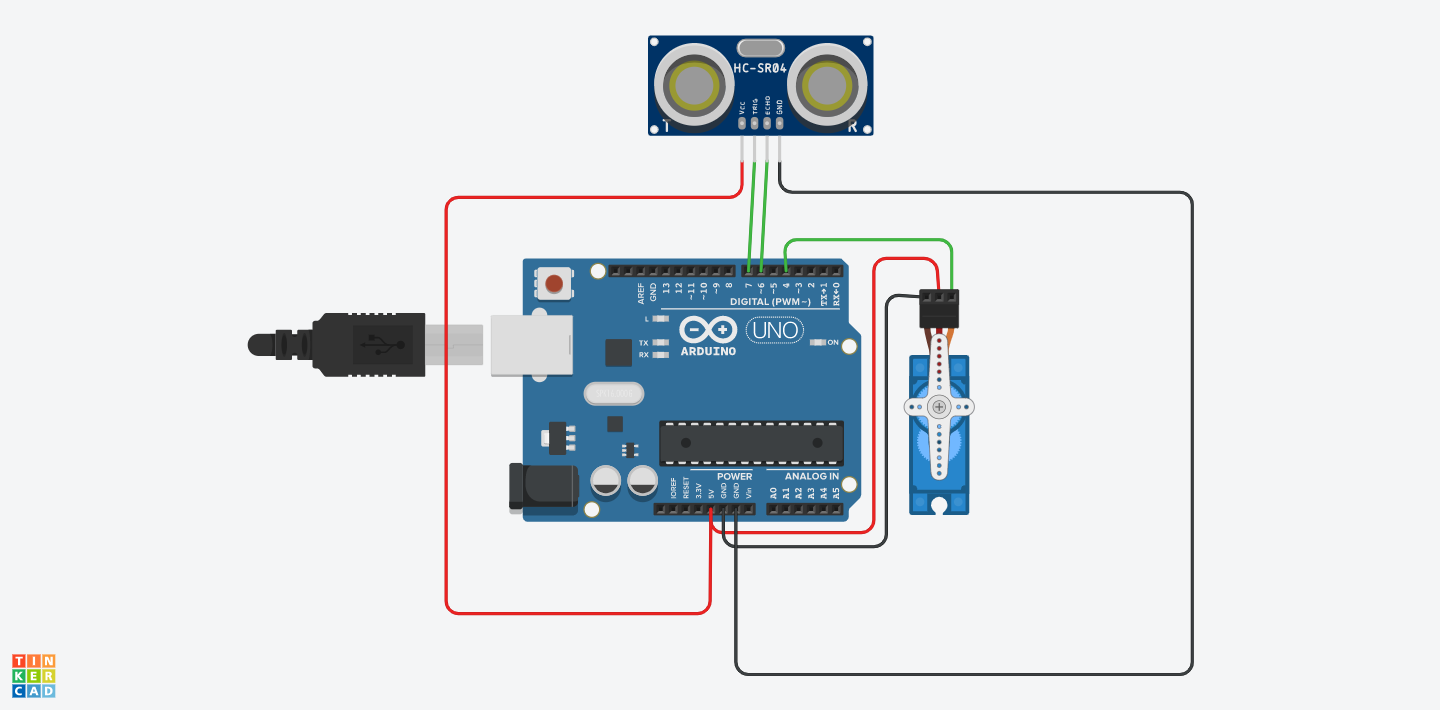 HC-SR04
VCC
TRIG
ECHO
GND
T
R
AREF
GND
13
12
~11
~10
~9
8
7
~6
~5
4
~3
2
TX→1
RX←0
DIGITAL (PWM~)
L
TX
RX
ARDUINO
UNO
ON
POWER
ANALOG IN
IOREF
RESET
3.3V
5V
GND
GND
Vin
A0
A1
A2
A3
A4
A5
TIN
KER
CAD